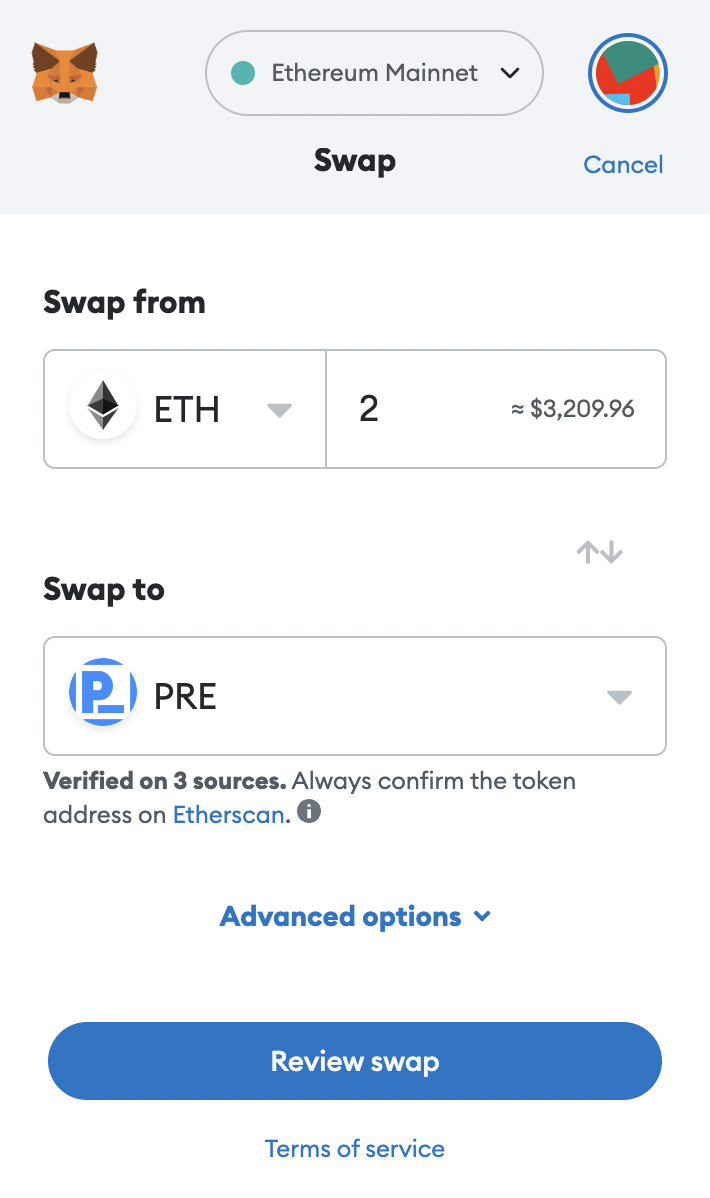 Ethereum Mainnet
Swap
Cancel
Swap from
ETH
2
≈ $3,209.96
Swap to
P_ PRE
Verified on 3 sources. Always confirm the token
address on Etherscan. i
Advanced options
Review swap
Terms of service